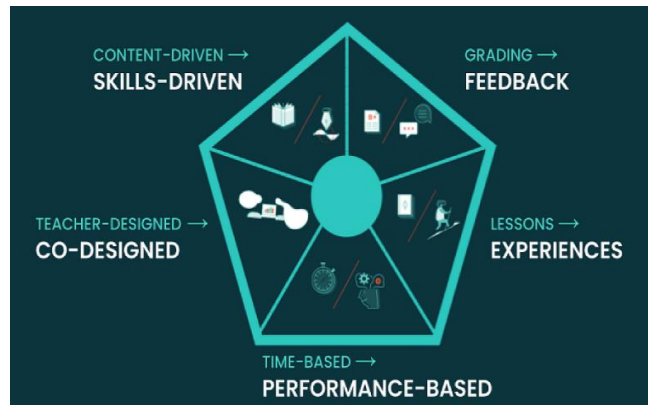 CONTENT-DRIVEN →
SKILLS-DRIVEN
GRADING →
FEEDBACK
TEACHER-DESIGNED →
CO-DESIGNED
LESSONS →
EXPERIENCES
TIME-BASED →
PERFORMANCE-BASED